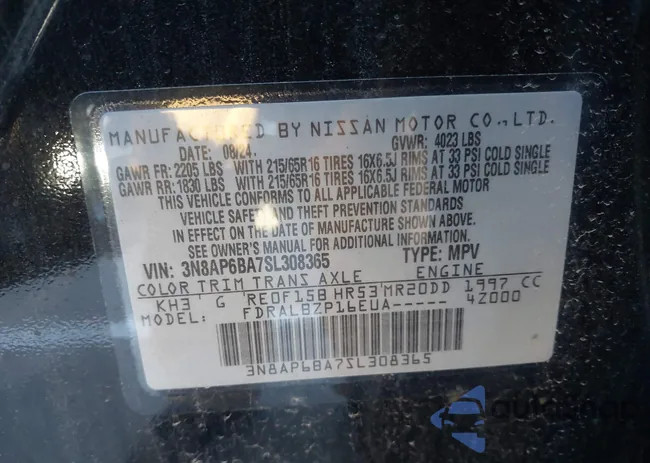 MANUFACTURED BY NISSAN MOTOR CO.,LTD.
DATE: 08/24 GVWR: 4023 LBS
GAWR FR: 2205 LBS WITH 215/65R16 TIRES 16X6.5J RIMS AT 33 PSI COLD SINGLE
GAWR RR: 1830 LBS WITH 215/65R16 TIRES 16X6.5J RIMS AT 33 PSI COLD SINGLE
THIS VEHICLE CONFORMS TO ALL APPLICABLE FEDERAL MOTOR
VEHICLE SAFETY AND THEFT PREVENTION STANDARDS
IN EFFECT ON THE DATE OF MANUFACTURE SHOWN ABOVE.
SEE OWNER'S MANUAL FOR ADDITIONAL INFORMATION
VIN: 3N8AP6BA7SL308365 TYPE: MPV
COLOR TRIM TRANS AXLE ENGINE
KH3 ' G ' RE0F15B HR53'MR20DD 1997 CC
MODEL: FDRALBZP16EUA----- 4Z000
3N8AP6BA7SL308365